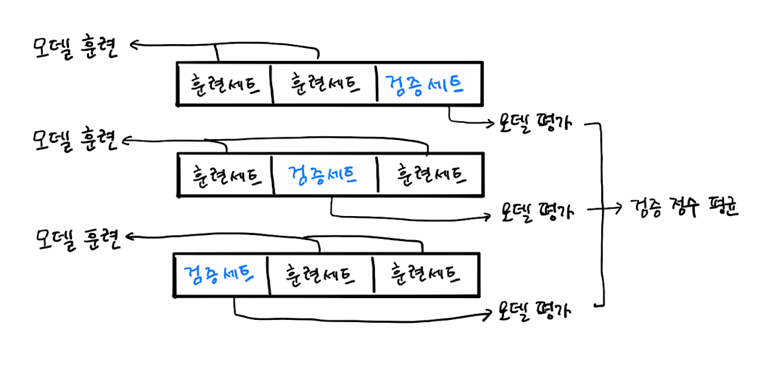 모델 훈련
훈련세트 훈련세트 검증세트
모델 평가
모델 훈련
훈련세트 검증세트 훈련세트
모델 평가
검증 점수 평균
모델 훈련
검증세트 훈련세트 훈련세트
모델 평가